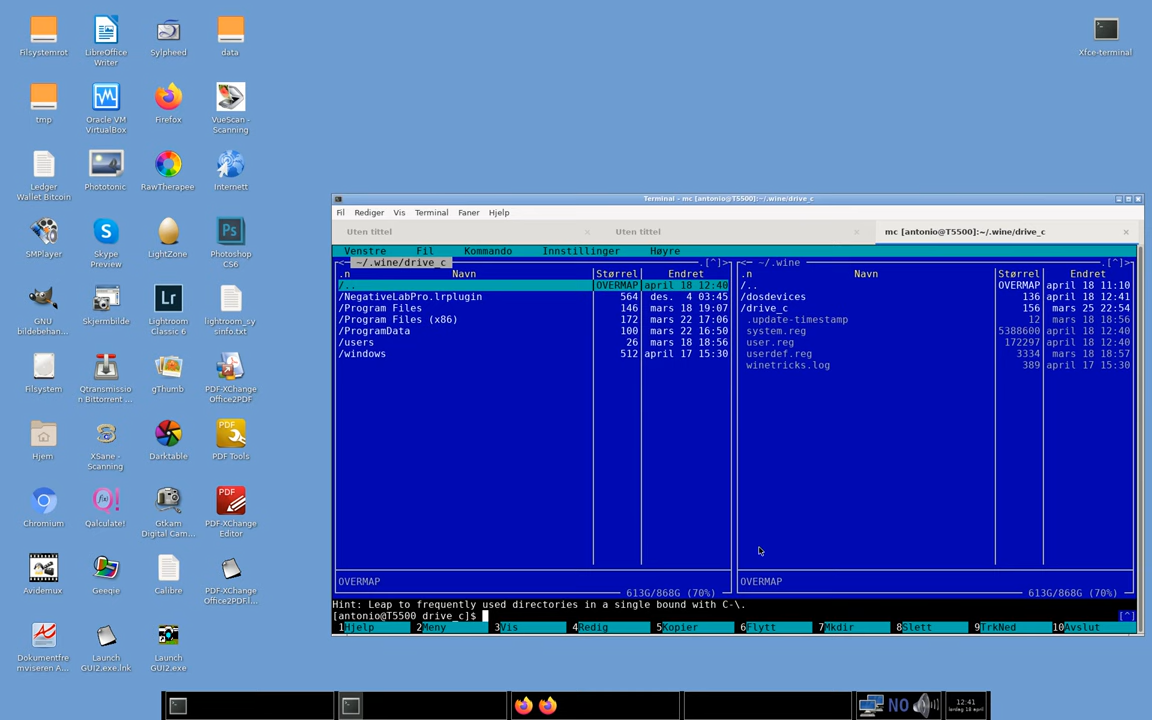 Filsystemrot
LibreOffice
Writer
Sylpheed
data
Xfce-terminal
tmp
Oracle VM
VirtualBox
Firefox
VueScan -
Scanning
Ledger
Wallet Bitcoin
Phototonic
RawTherapee
Internett
SMPlayer
Skype
Preview
LightZone
Photoshop
CS6
GNU
bildebehan...
Skjermbilde
Lightroom
Classic 6
lightroom_sy
sinfo.txt
Filsystem
Qtransmissio
n Bittorrent ...
gThumb
PDF-XChange
Office2PDF
Hjem
XSane -
Scanning
Darktable
PDF Tools
Chromium
Qalculate!
Gtkam
Digital Cam...
PDF-XChange
Editor
Avidemux
Geeqie
Calibre
PDF-XChange
Office2PDF.l...
Dokumentfre
mviseren A...
Launch
GUI2.exe.lnk
Launch
GUI2.exe
Terminal - mc [antonio@T5500]:~/.wine/drive_c
Fil Rediger Vis Terminal Faner Hjelp
Uten tittel × Uten tittel × mc [antonio@T5500]:~/.wine/drive_c ×
Venstre Fil Kommando Innstillinger Høyre
<─ ~/.wine/drive_c .[^]> <─ ~/.wine .[^]>
.n Navn Størrel Endret .n Navn Størrel Endret
/.. OVERMAP april 18 12:40 /.. OVERMAP april 18 11:10
/NegativeLabPro.lrplugin 564 des. 4 03:45 /dosdevices 136 april 18 12:41
/Program Files 146 mars 18 19:07 /drive_c 156 mars 25 22:54
/Program Files (x86) 172 mars 22 17:06 .update-timestamp 12 mars 18 18:56
/ProgramData 100 mars 22 16:50 system.reg 5388600 april 18 12:40
/users 26 mars 18 18:56 user.reg 172297 april 18 12:40
/windows 512 april 17 15:30 userdef.reg 3334 mars 18 18:57
winetricks.log 389 april 17 15:30
OVERMAP OVERMAP
613G/868G (70%) 613G/868G (70%)
Hint: Leap to frequently used directories in a single bound with C-\.
[antonio@T5500 drive_c]$ [^]
1Hjelp 2Meny 3Vis 4Redig 5Kopier 6Flytt 7Mkdir 8Slett 9TrkNed 10Avslut
NO
12:41
lørdag 18 april